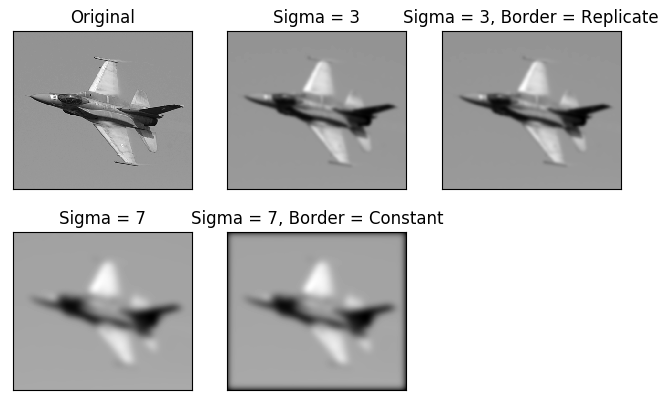 Original
Sigma = 3
Sigma = 3, Border = Replicate
Sigma = 7
Sigma = 7, Border = Constant